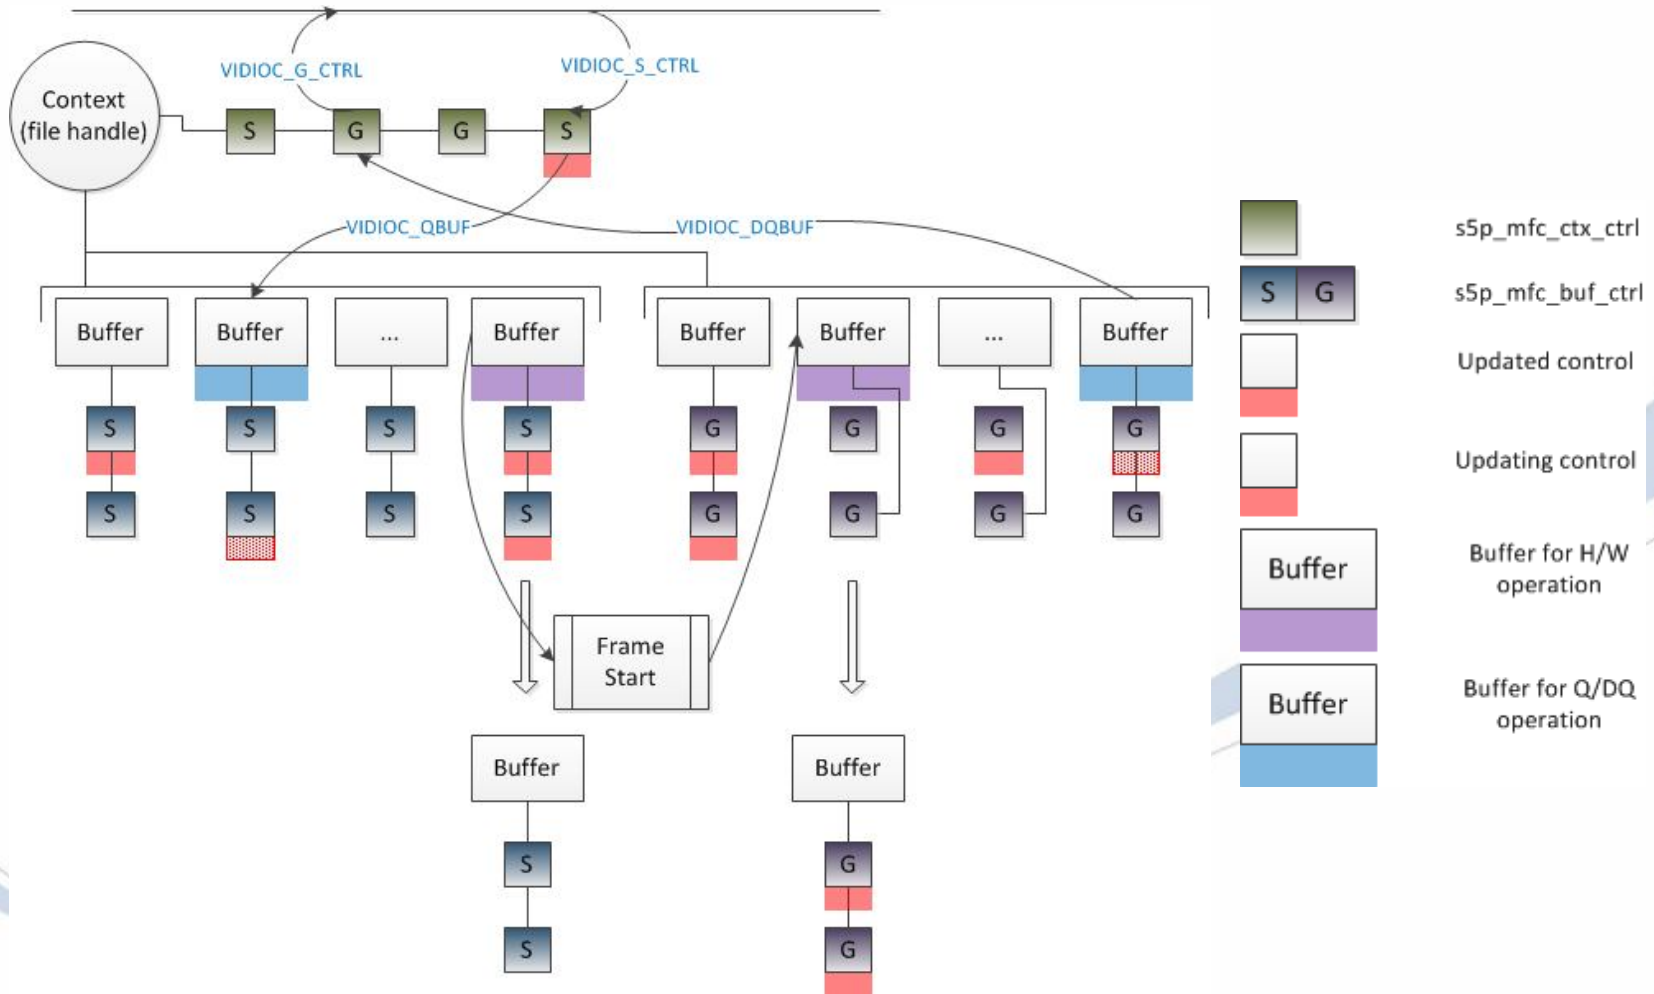 VIDIOC_G_CTRL
VIDIOC_S_CTRL
Context
(file handle)
S
G
G
S
VIDIOC_QBUF
VIDIOC_DQBUF
Buffer
Buffer
...
Buffer
Buffer
Buffer
...
Buffer
S
S
S
S
G
G
G
G
S
S
S
S
G
G
G
G
Frame
Start
Buffer
Buffer
S
G
S
G
s5p_mfc_ctx_ctrl
S
G
s5p_mfc_buf_ctrl
Updated control
Updating control
Buffer
Buffer for H/W
operation
Buffer
Buffer for Q/DQ
operation